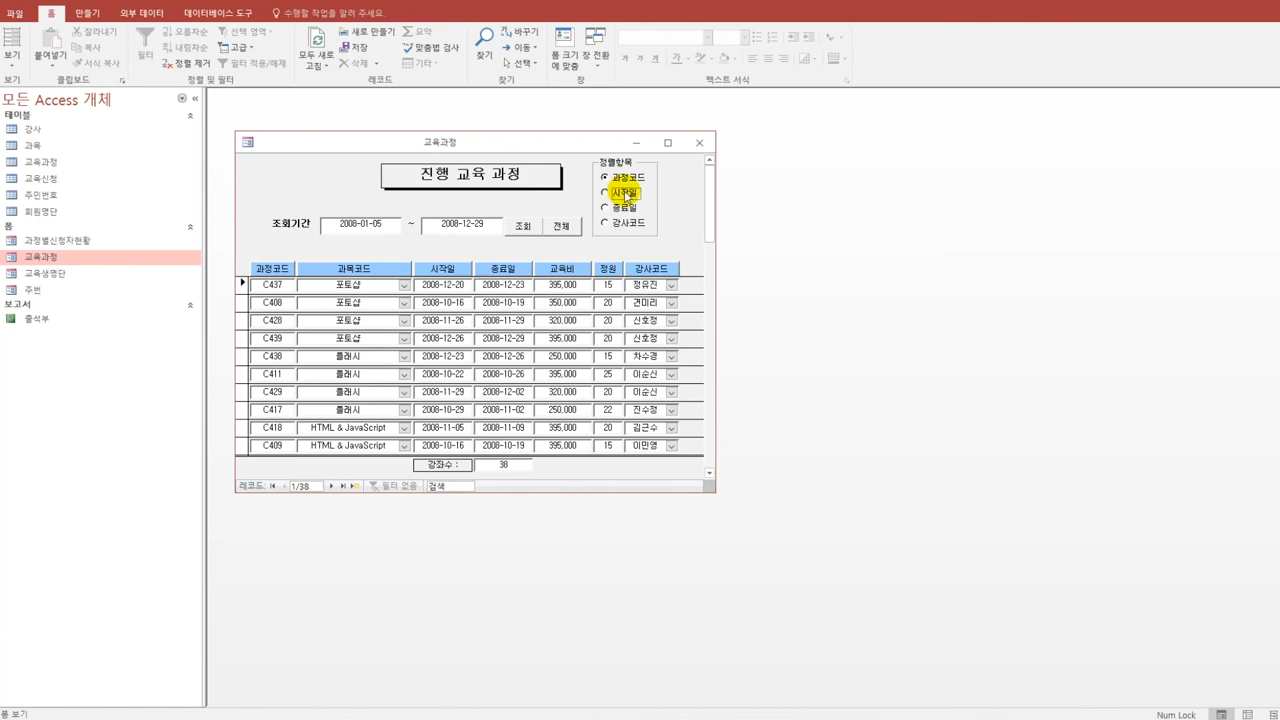 파일 홈 만들기 외부 데이터 데이터베이스 도구 수행할 작업을 알려 주세요.
보기 붙여넣기 잘라내기 복사 서식 복사 필터 오름차순 내림차순 정렬 제거 선택 영역 고급 필터 적용/해제 모두 새로 고침 새로 만들기 저장 삭제 요약 맞춤법 검사 기타 찾기 바꾸기 이동 선택 폼 크기에 맞춤 창 전환
보기 클립보드 정렬 및 필터 레코드 찾기 창 텍스트 서식
모든 Access 개체
테이블
강사
과목
교육과정
교육신청
주민번호
회원명단
폼
과정별신청자현황
교육과정
교육생명단
주번
보고서
출석부
교육과정
진행 교육 과정
정렬항목
과정코드
시작일
종료일
강사코드
조회기간 2008-01-05 ~ 2008-12-29 조회 전체
과정코드 과목코드 시작일 종료일 교육비 정원 강사코드
C437 포토샵 2008-12-20 2008-12-23 395,000 15 정유진
C408 포토샵 2008-10-16 2008-10-19 350,000 20 견미리
C428 포토샵 2008-11-26 2008-11-29 320,000 20 신호정
C439 포토샵 2008-12-26 2008-12-29 395,000 20 신호정
C438 플래시 2008-12-23 2008-12-26 250,000 15 차수경
C411 플래시 2008-10-22 2008-10-26 395,000 25 이순신
C429 플래시 2008-11-29 2008-12-02 320,000 20 이순신
C417 플래시 2008-10-29 2008-11-02 250,000 22 진수정
C418 HTML & JavaScript 2008-11-05 2008-11-09 395,000 20 김근수
C409 HTML & JavaScript 2008-10-16 2008-10-19 395,000 15 이민영
강좌수 : 38
레코드: 1/38 필터 없음 검색
폼 보기 Num Lock